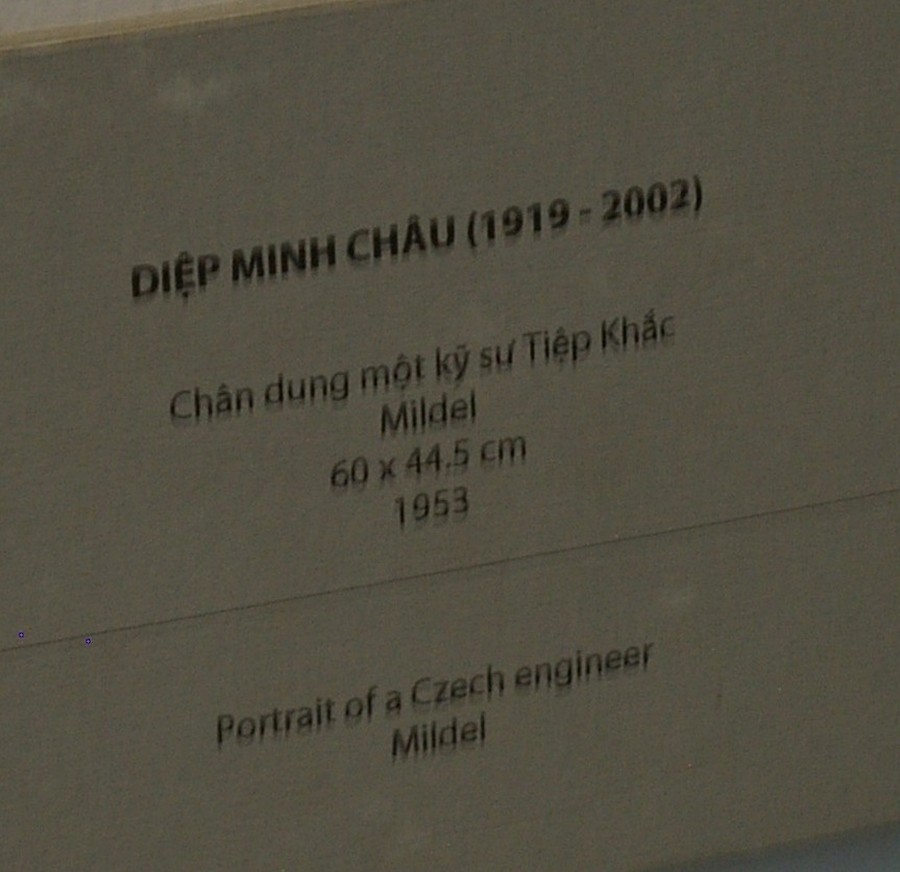 DIỆP MINH CHÂU (1919 - 2002)
Chân dung một kỹ sư Tiệp Khắc
Mildel
60 x 44.5 cm
1953
Portrait of a Czech engineer
Mildel